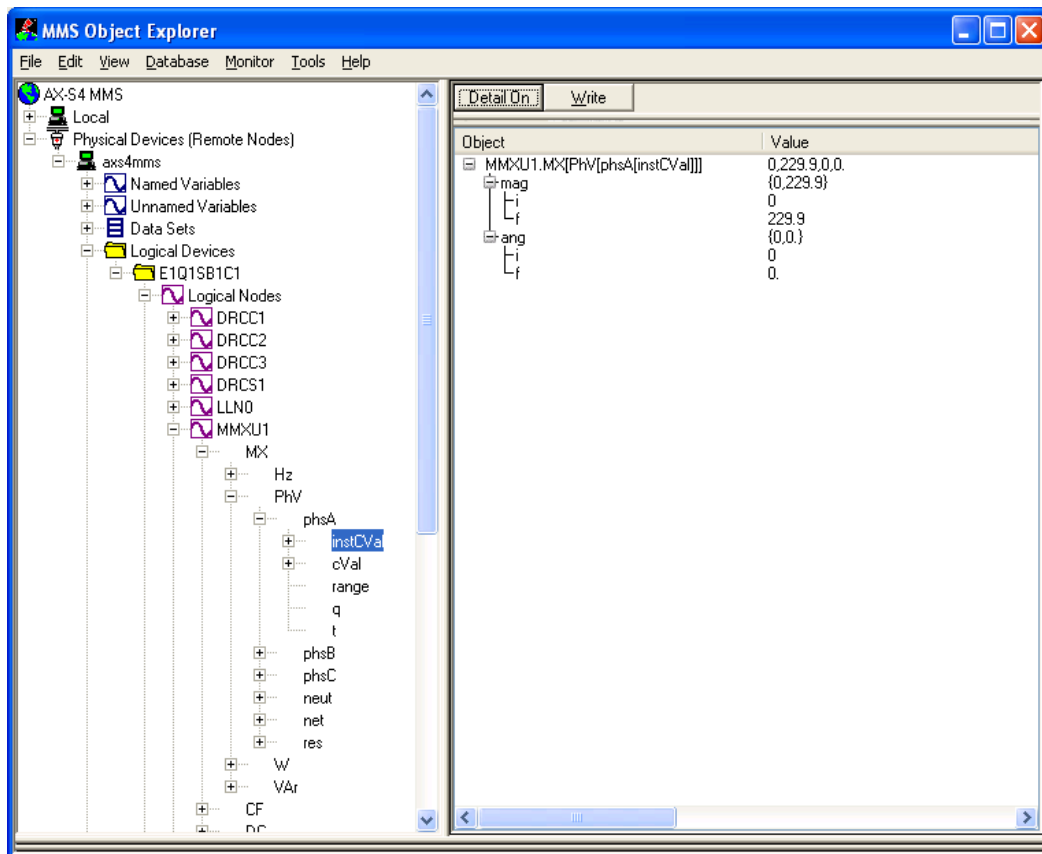 MMS Object Explorer
File Edit View Database Monitor Tools Help
AX-S4 MMS
Local
Physical Devices (Remote Nodes)
axs4mms
Named Variables
Unnamed Variables
Data Sets
Logical Devices
E1Q1SB1C1
Logical Nodes
DRCC1
DRCC2
DRCC3
DRCS1
LLN0
MMXU1
MX
Hz
PhV
phsA
instCVal
cVal
range
q
t
phsB
phsC
neut
net
res
W
VAr
CF
DC
Detail On Write
Object Value
MMXU1.MX[PhV[phsA[instCVal]]] 0,229.9,0,0.
mag {0,229.9}
i 0
f 229.9
ang {0,0.}
i 0
f 0.